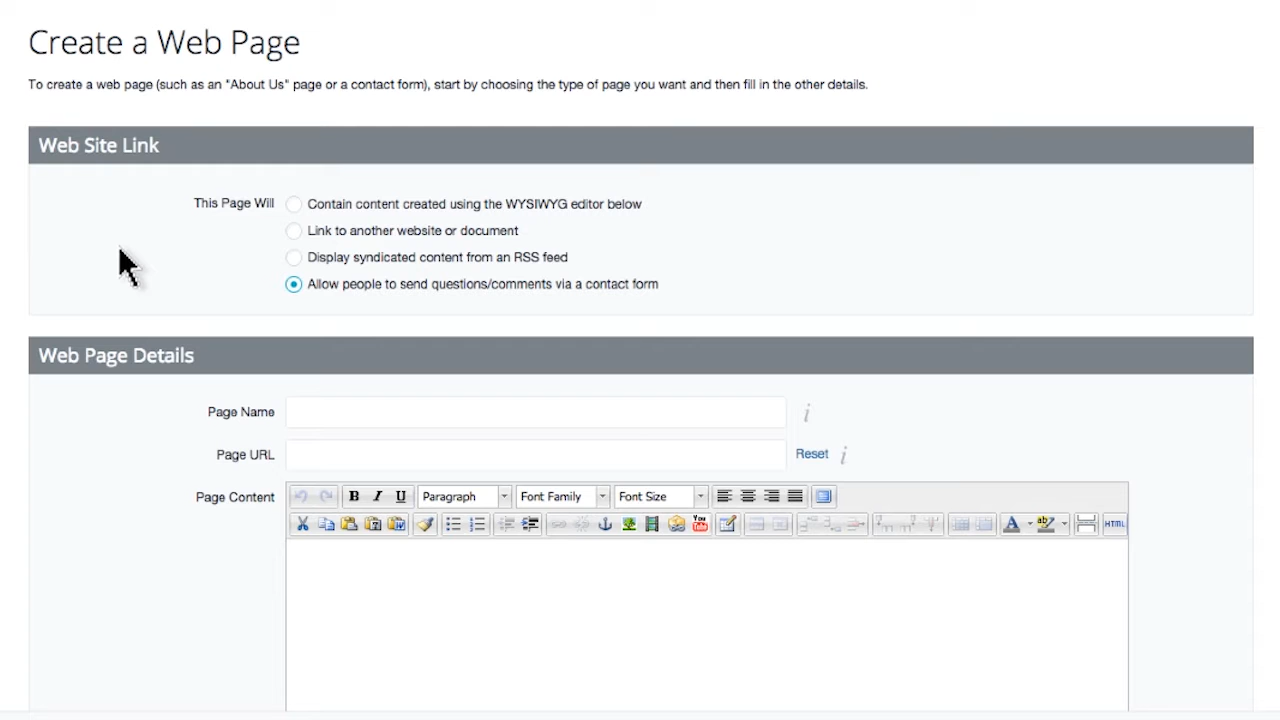 Create a Web Page
To create a web page (such as an "About Us" page or a contact form), start by choosing the type of page you want and then fill in the other details.
Web Site Link
This Page Will
Contain content created using the WYSIWYG editor below
Link to another website or document
Display syndicated content from an RSS feed
Allow people to send questions/comments via a contact form
Web Page Details
Page Name
Page URL Reset
Page Content
B I U Paragraph Font Family Font Size
You Tube A ab HTML